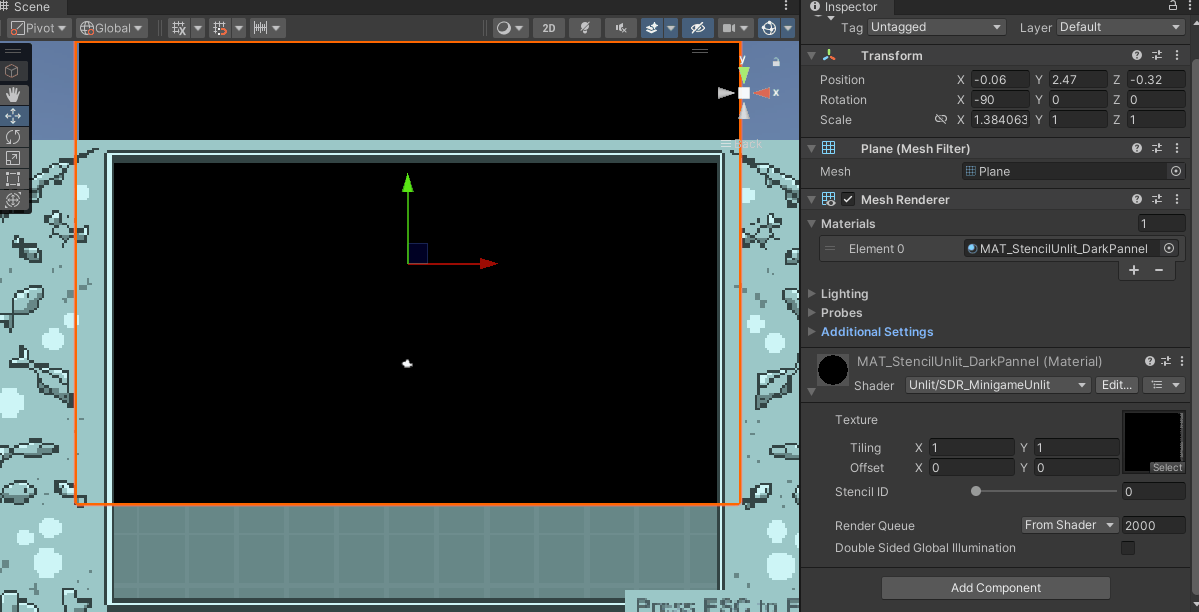 Scene
Inspector
Tag Untagged Layer Default
Pivot Global 2D
Transform
Position X -0.06 Y 2.47 Z -0.32
Rotation X -90 Y 0 Z 0
Scale X 1.384063 Y 1 Z 1
y
x
Back
Plane (Mesh Filter)
Mesh Plane
Mesh Renderer
Materials 1
Element 0 MAT_StencilUnlit_DarkPannel
Lighting
Probes
Additional Settings
MAT_StencilUnlit_DarkPannel (Material)
Shader Unlit/SDR_MinigameUnlit Edit...
Texture
Tiling X 1 Y 1
Offset X 0 Y 0
Select
Stencil ID 0
Render Queue From Shader 2000
Double Sided Global Illumination
Add Component
Press ESC to